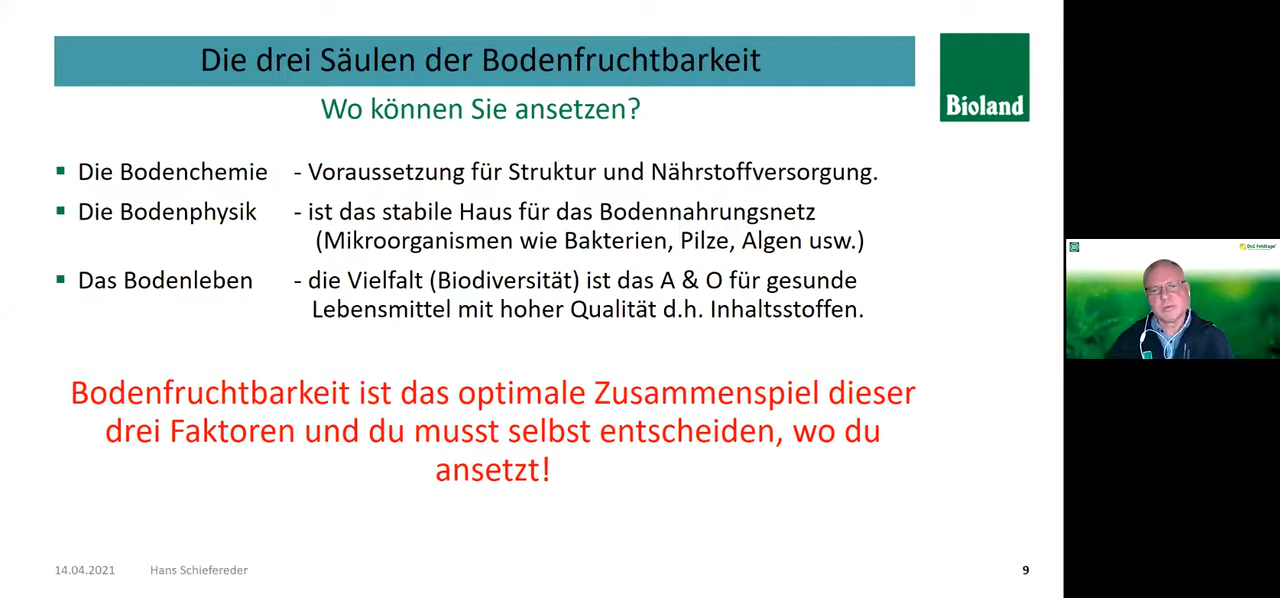 Die drei Säulen der Bodenfruchtbarkeit
Wo können Sie ansetzen?
Bioland
▪ Die Bodenchemie - Voraussetzung für Struktur und Nährstoffversorgung.
▪ Die Bodenphysik - ist das stabile Haus für das Bodennahrungsnetz
(Mikroorganismen wie Bakterien, Pilze, Algen usw.)
▪ Das Bodenleben - die Vielfalt (Biodiversität) ist das A & O für gesunde
Lebensmittel mit hoher Qualität d.h. Inhaltsstoffen.
Bodenfruchtbarkeit ist das optimale Zusammenspiel dieser
drei Faktoren und du musst selbst entscheiden, wo du
ansetzt!
14.04.2021 Hans Schiefereder 9
DLG Feldtage